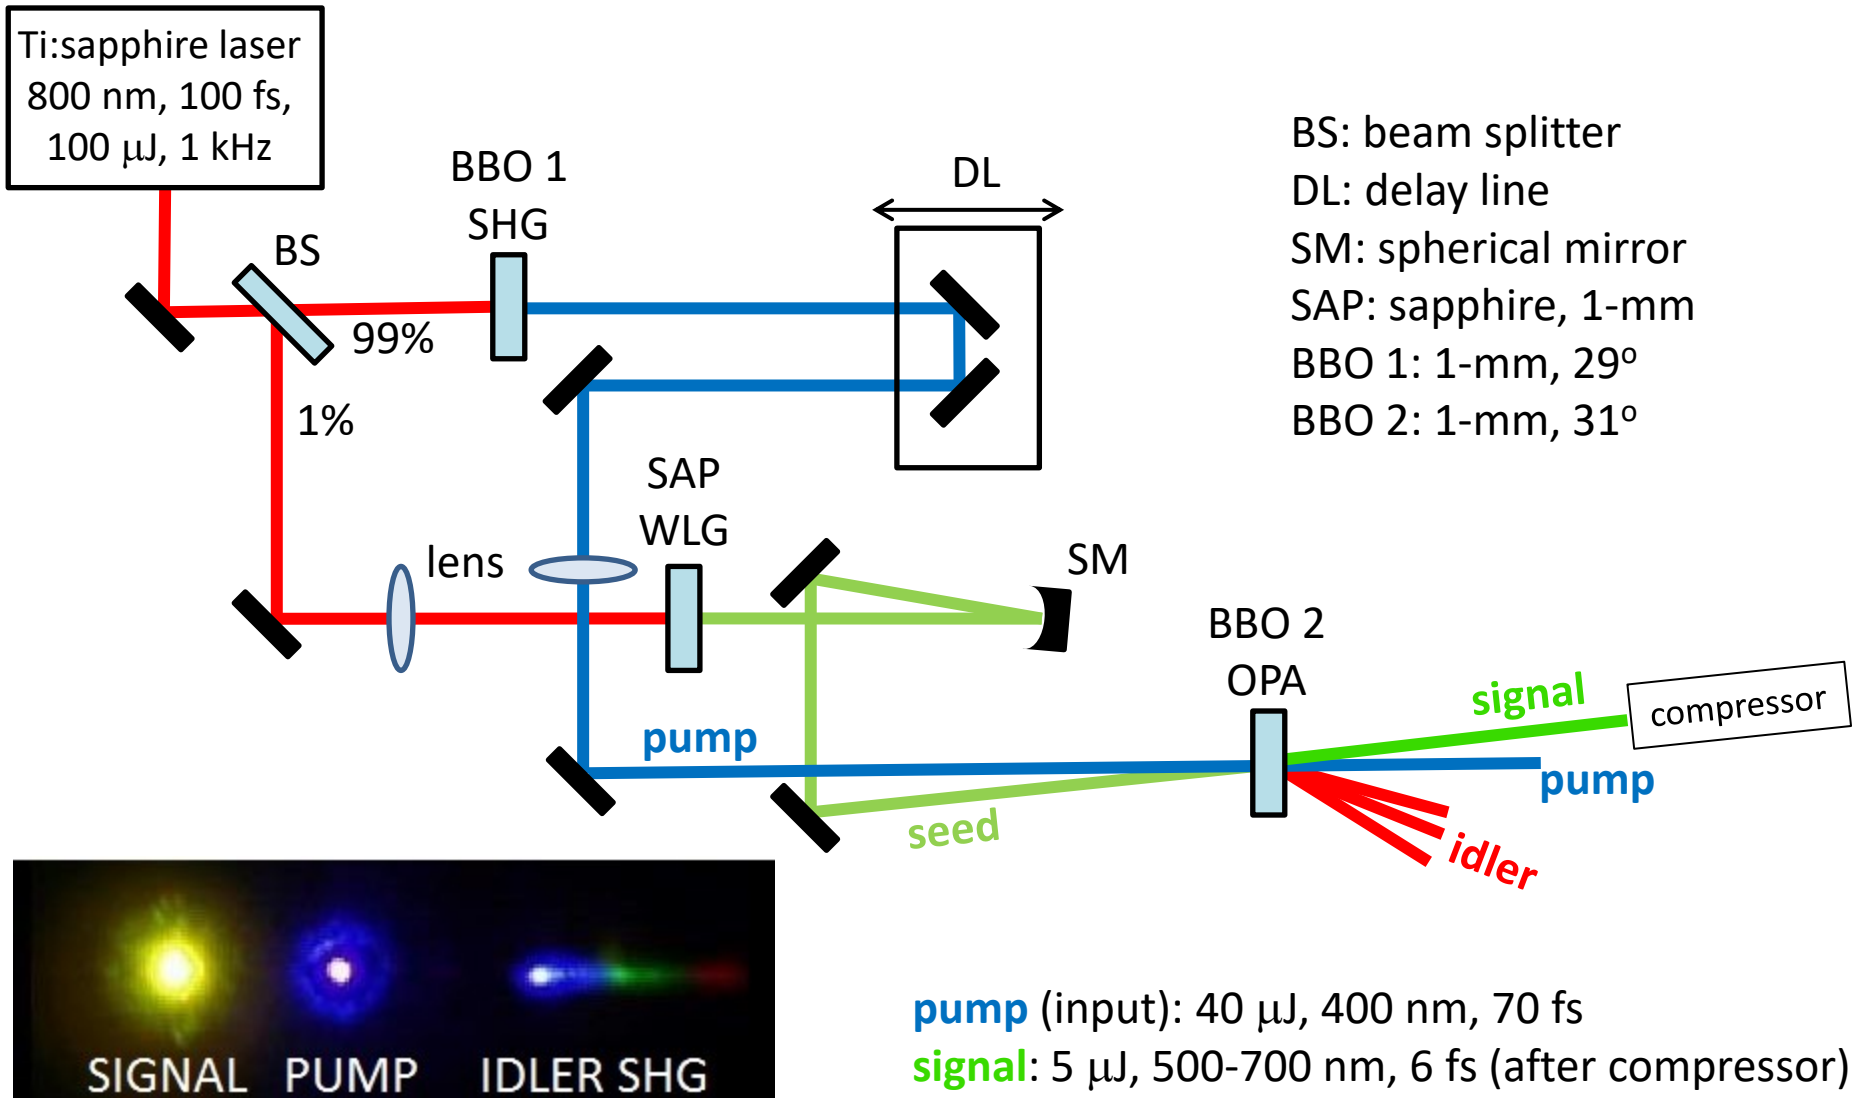 Ti:sapphire laser
800 nm, 100 fs,
100 μJ, 1 kHz
BBO 1
SHG
DL
BS
99%
1%
BS: beam splitter
DL: delay line
SM: spherical mirror
SAP: sapphire, 1-mm
BBO 1: 1-mm, 29º
BBO 2: 1-mm, 31º
SAP
WLG
lens
SM
BBO 2
OPA
signal
compressor
pump
pump
seed
idler
SIGNAL PUMP IDLER SHG
pump (input): 40 μJ, 400 nm, 70 fs
signal: 5 μJ, 500-700 nm, 6 fs (after compressor)